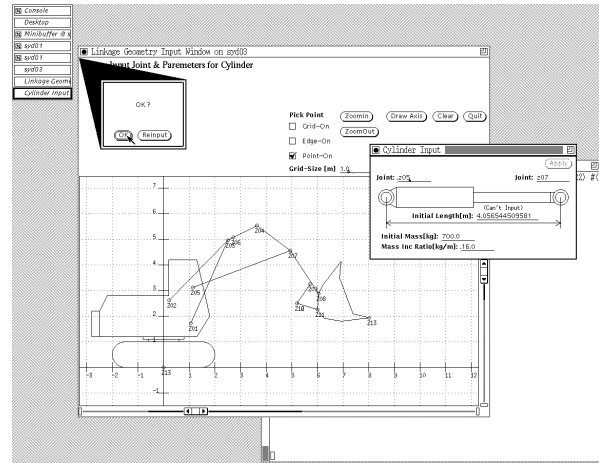 Console
Desktop
Minibuffer @ s
syd01
syd01
syd03
Linkage Geome
Cylinder Input
Linkage Geometry Input Window on syd03
Input Joint & Paremeters for Cylinder
OK ?
OK
ReInput
Pick Point
ZoomIn
Draw Axis
Clear
Quit
Grid-On
ZoomOut
Edge-On
Point-On
Grid-Size [m] 1.0
Cylinder Input
Apply
Joint: z05
Joint: z07
(Can't Input)
Initial Length[m]: 4.056544509581
Initial Mass[kg]: 700.0
Mass Inc Ratio[kg/m]: 16.0
2) #(
7
6
5
4
3
2
1
-1
-3 -2 -1 1 2 3 4 5 6 7 8 9 10 11 12
Z04
Z06
Z03
Z07
Z05
Z02
Z01
Z08
Z10
Z11
Z13
Z13